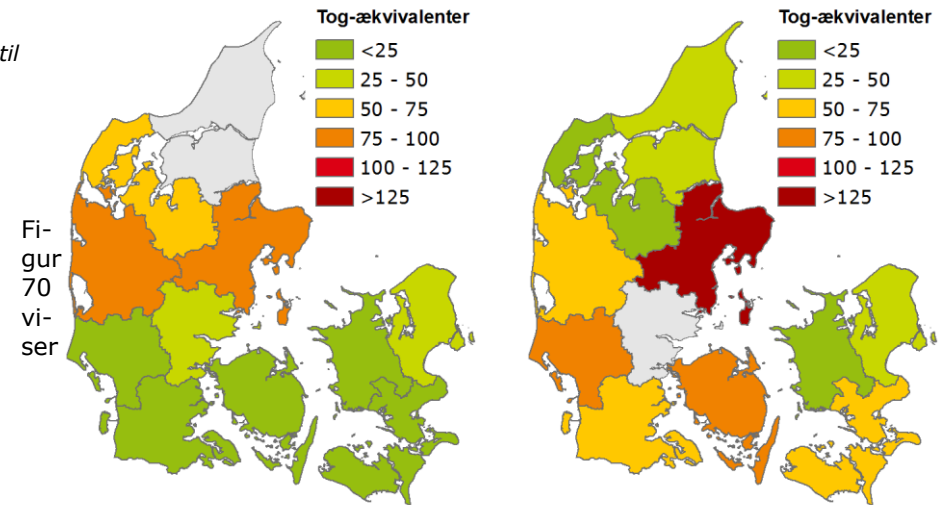 til
Fi-
gur
70
vi-
ser
Tog-ækvivalenter
<25
25 - 50
50 - 75
75 - 100
100 - 125
>125
Tog-ækvivalenter
<25
25 - 50
50 - 75
75 - 100
100 - 125
>125